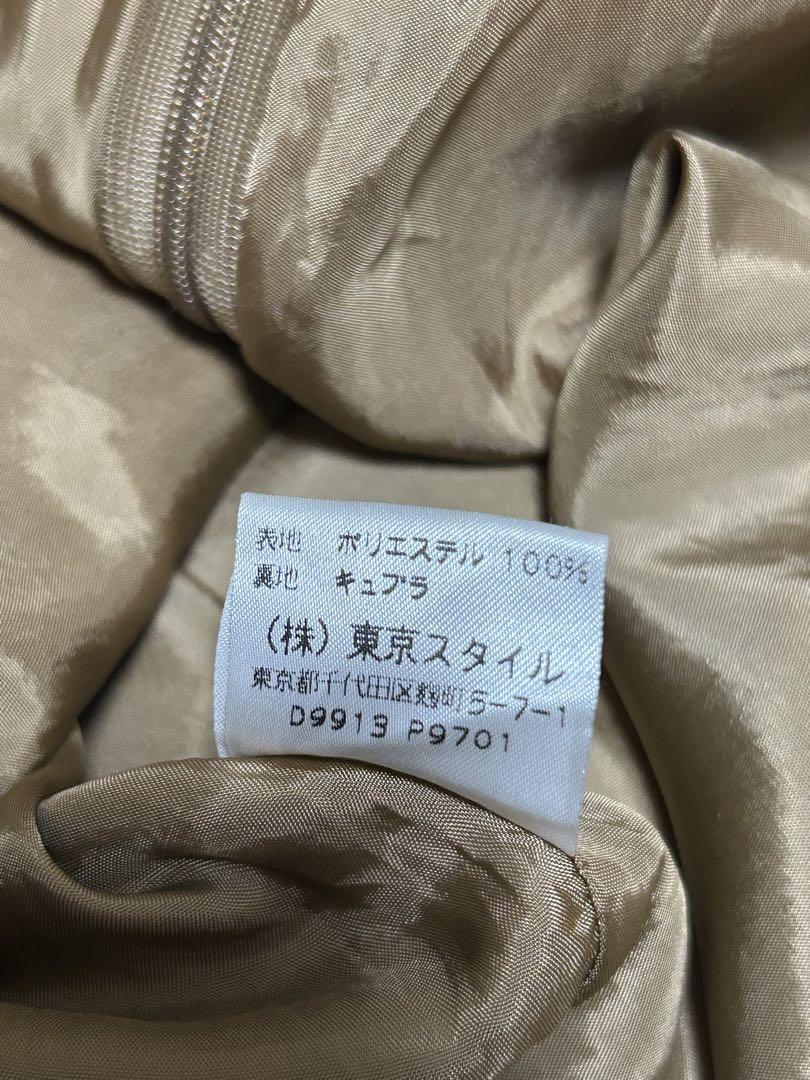 表地 ポリエステル 100%
裏地 キュプラ
(株)東京スタイル
東京都千代田区麹町5-7-1
D9913 P9701